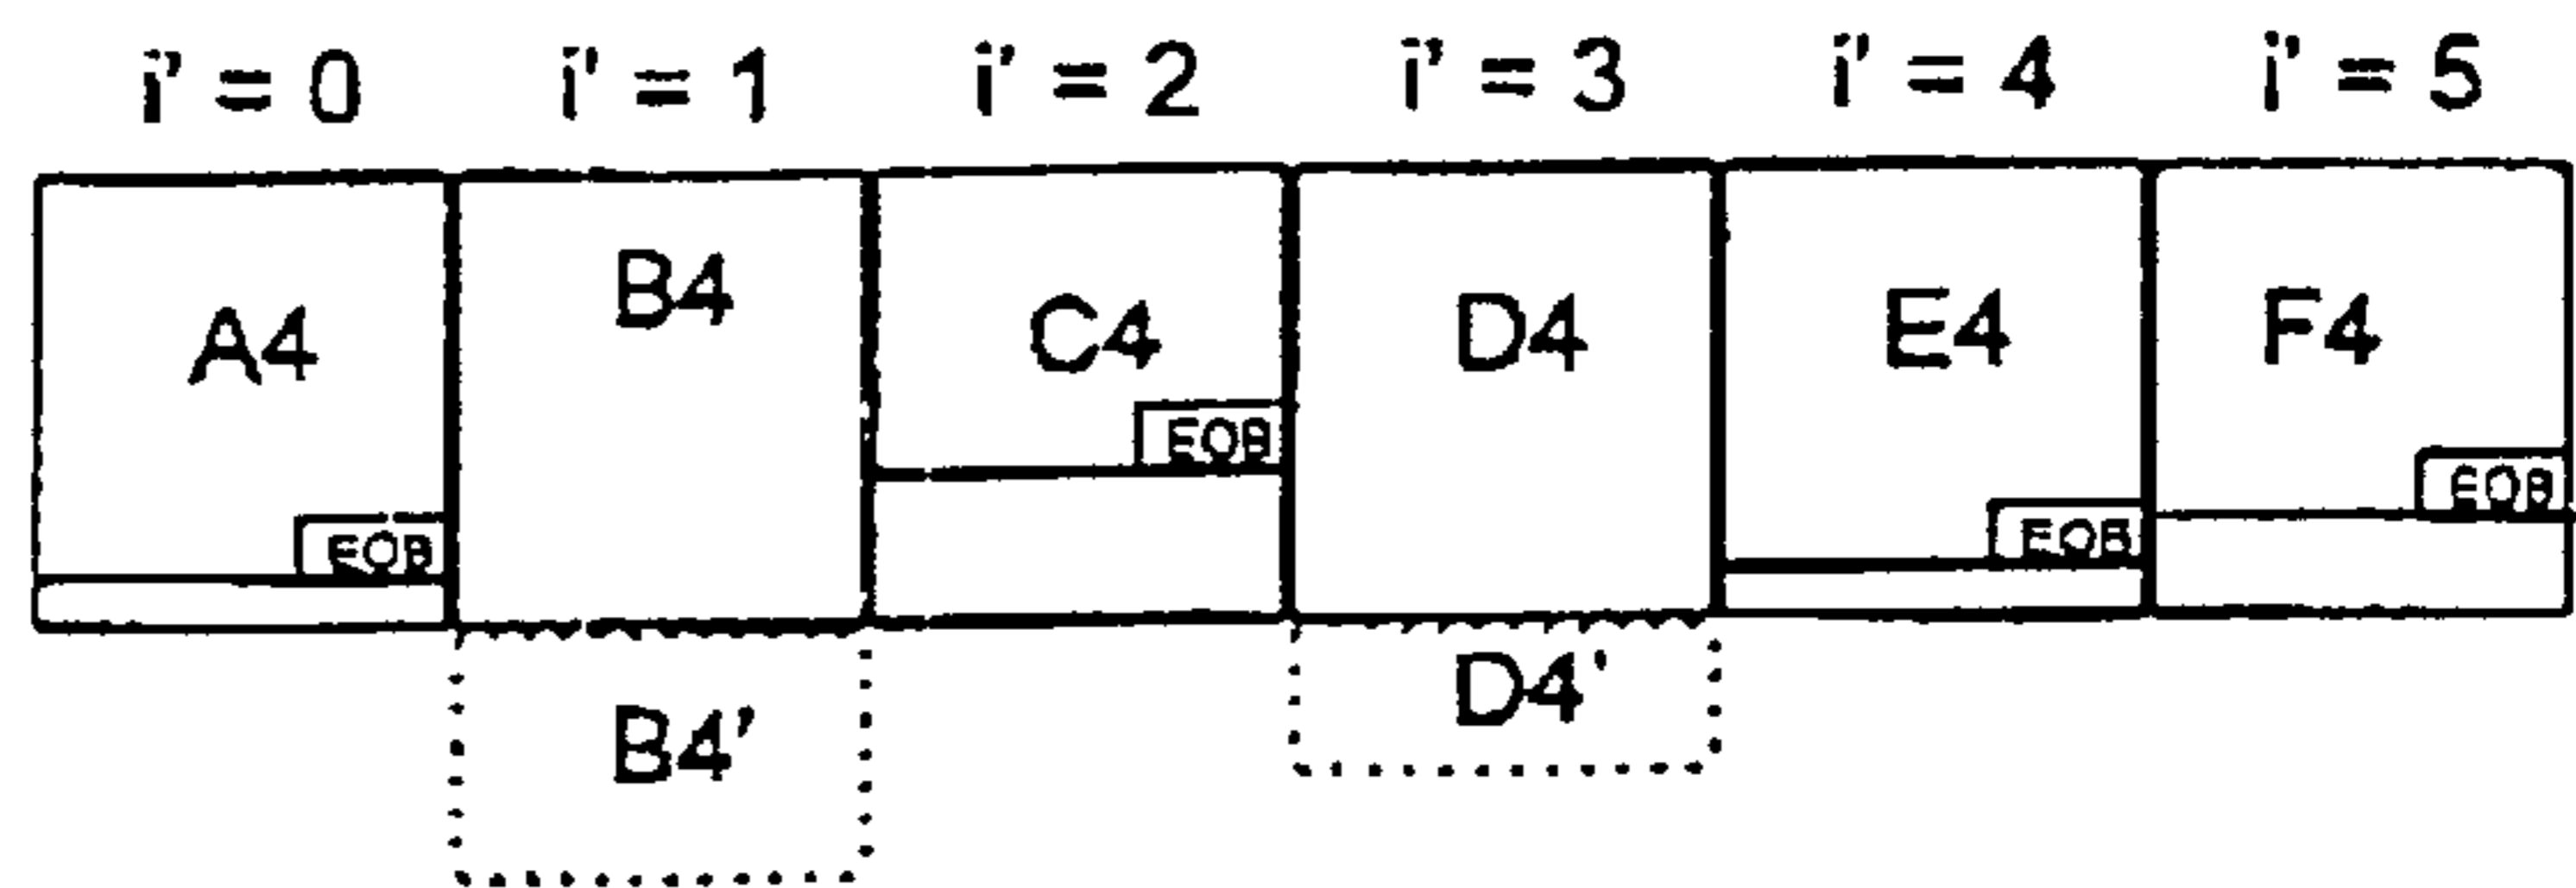 i' = 0 i' = 1 i' = 2 i' = 3 i' = 4 i' = 5
A4 B4 C4 D4 E4 F4
EOB EOB EOB EOB
B4' D4'